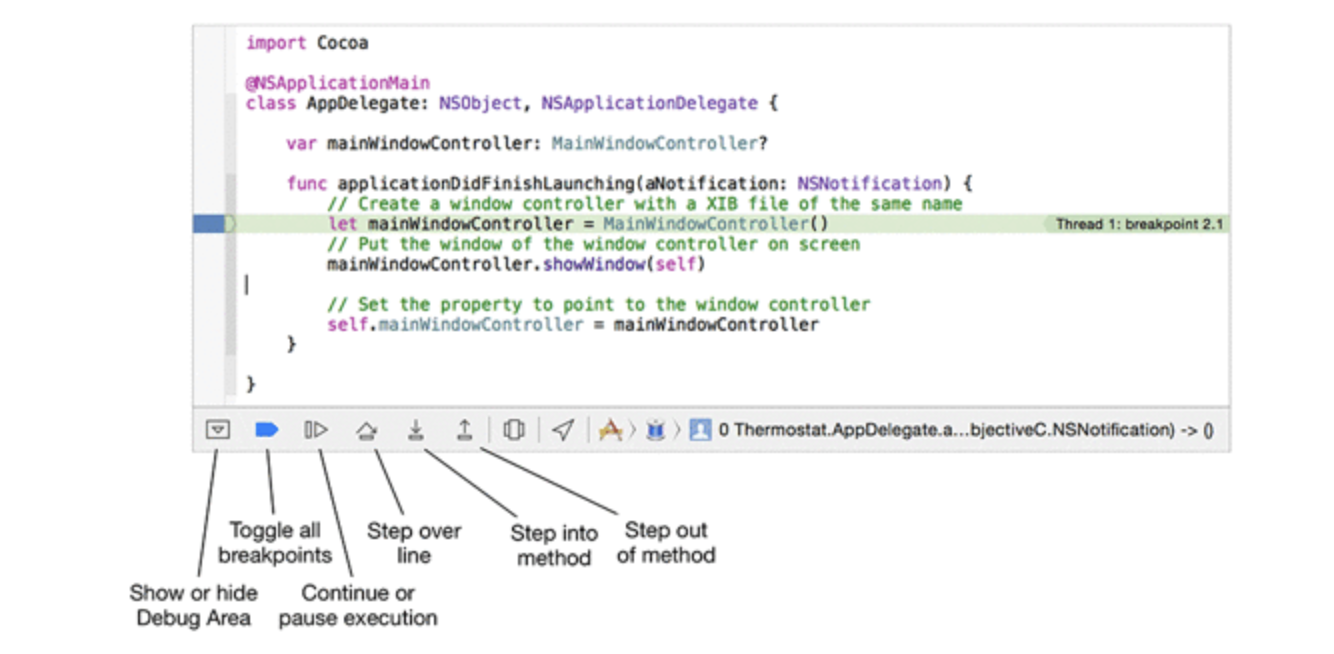 import Cocoa
@NSApplicationMain
class AppDelegate: NSObject, NSApplicationDelegate {
var mainWindowController: MainWindowController?
func applicationDidFinishLaunching(aNotification: NSNotification) {
// Create a window controller with a XIB file of the same name
let mainWindowController = MainWindowController()
Thread 1: breakpoint 2.1
// Put the window of the window controller on screen
mainWindowController.showWindow(self)
// Set the property to point to the window controller
self.mainWindowController = mainWindowController
}
}
0 Thermostat.AppDelegate.a...bjectiveC.NSNotification) -> ()
Toggle all
breakpoints
Step over
line
Step into
method
Step out
of method
Show or hide
Debug Area
Continue or
pause execution